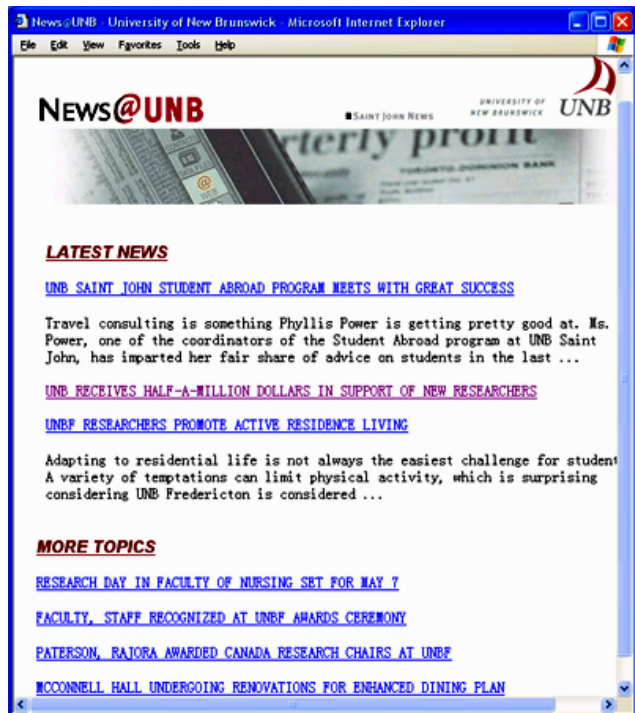 News@UNB - University of New Brunswick - Microsoft Internet Explorer
File Edit View Favorites Tools Help
NEWS@UNB
SAINT JOHN NEWS
UNIVERSITY OF
NEW BRUNSWICK
UNB
rterly profit
TORONTO-DOMINION BANK
WEB
LATEST NEWS
UNB SAINT JOHN STUDENT ABROAD PROGRAM MEETS WITH GREAT SUCCESS
Travel consulting is something Phyllis Power is getting pretty good at. Ms.
Power, one of the coordinators of the Student Abroad program at UNB Saint
John, has imparted her fair share of advice on students in the last ...
UNB RECEIVES HALF-A-MILLION DOLLARS IN SUPPORT OF NEW RESEARCHERS
UNBF RESEARCHERS PROMOTE ACTIVE RESIDENCE LIVING
Adapting to residential life is not always the easiest challenge for student
A variety of temptations can limit physical activity, which is surprising
considering UNB Fredericton is considered ...
MORE TOPICS
RESEARCH DAY IN FACULTY OF NURSING SET FOR MAY 7
FACULTY, STAFF RECOGNIZED AT UNBF AWARDS CEREMONY
PATERSON, RAJORA AWARDED CANADA RESEARCH CHAIRS AT UNBF
MCCONNELL HALL UNDERGOING RENOVATIONS FOR ENHANCED DINING PLAN